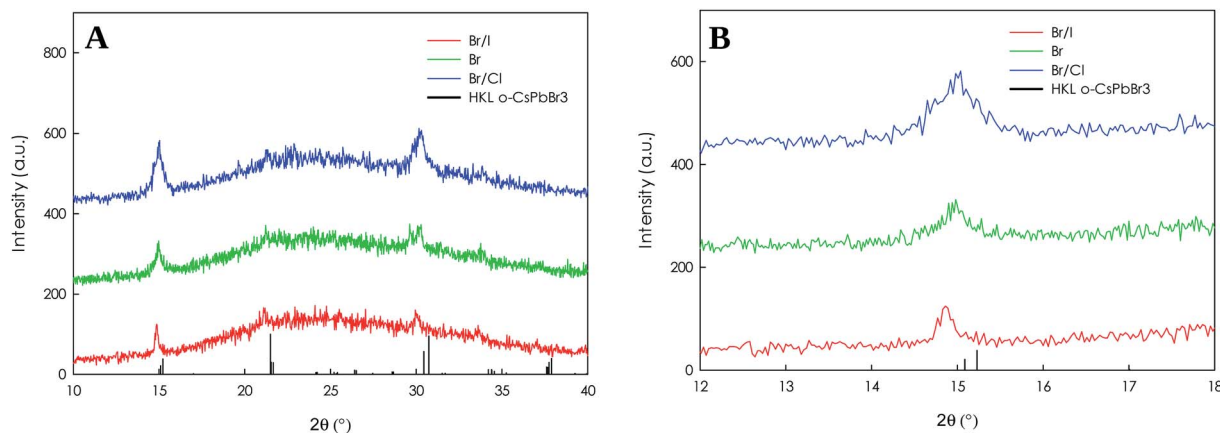 A
800
600
400
200
0
Intensity (a.u.)
Br/I
Br
Br/Cl
HKL o-CsPbBr3
10 15 20 25 30 35 40
2θ (°)
B
600
400
200
0
Intensity (a.u.)
Br/I
Br
Br/Cl
HKL o-CsPbBr3
12 13 14 15 16 17 18
2θ (°)